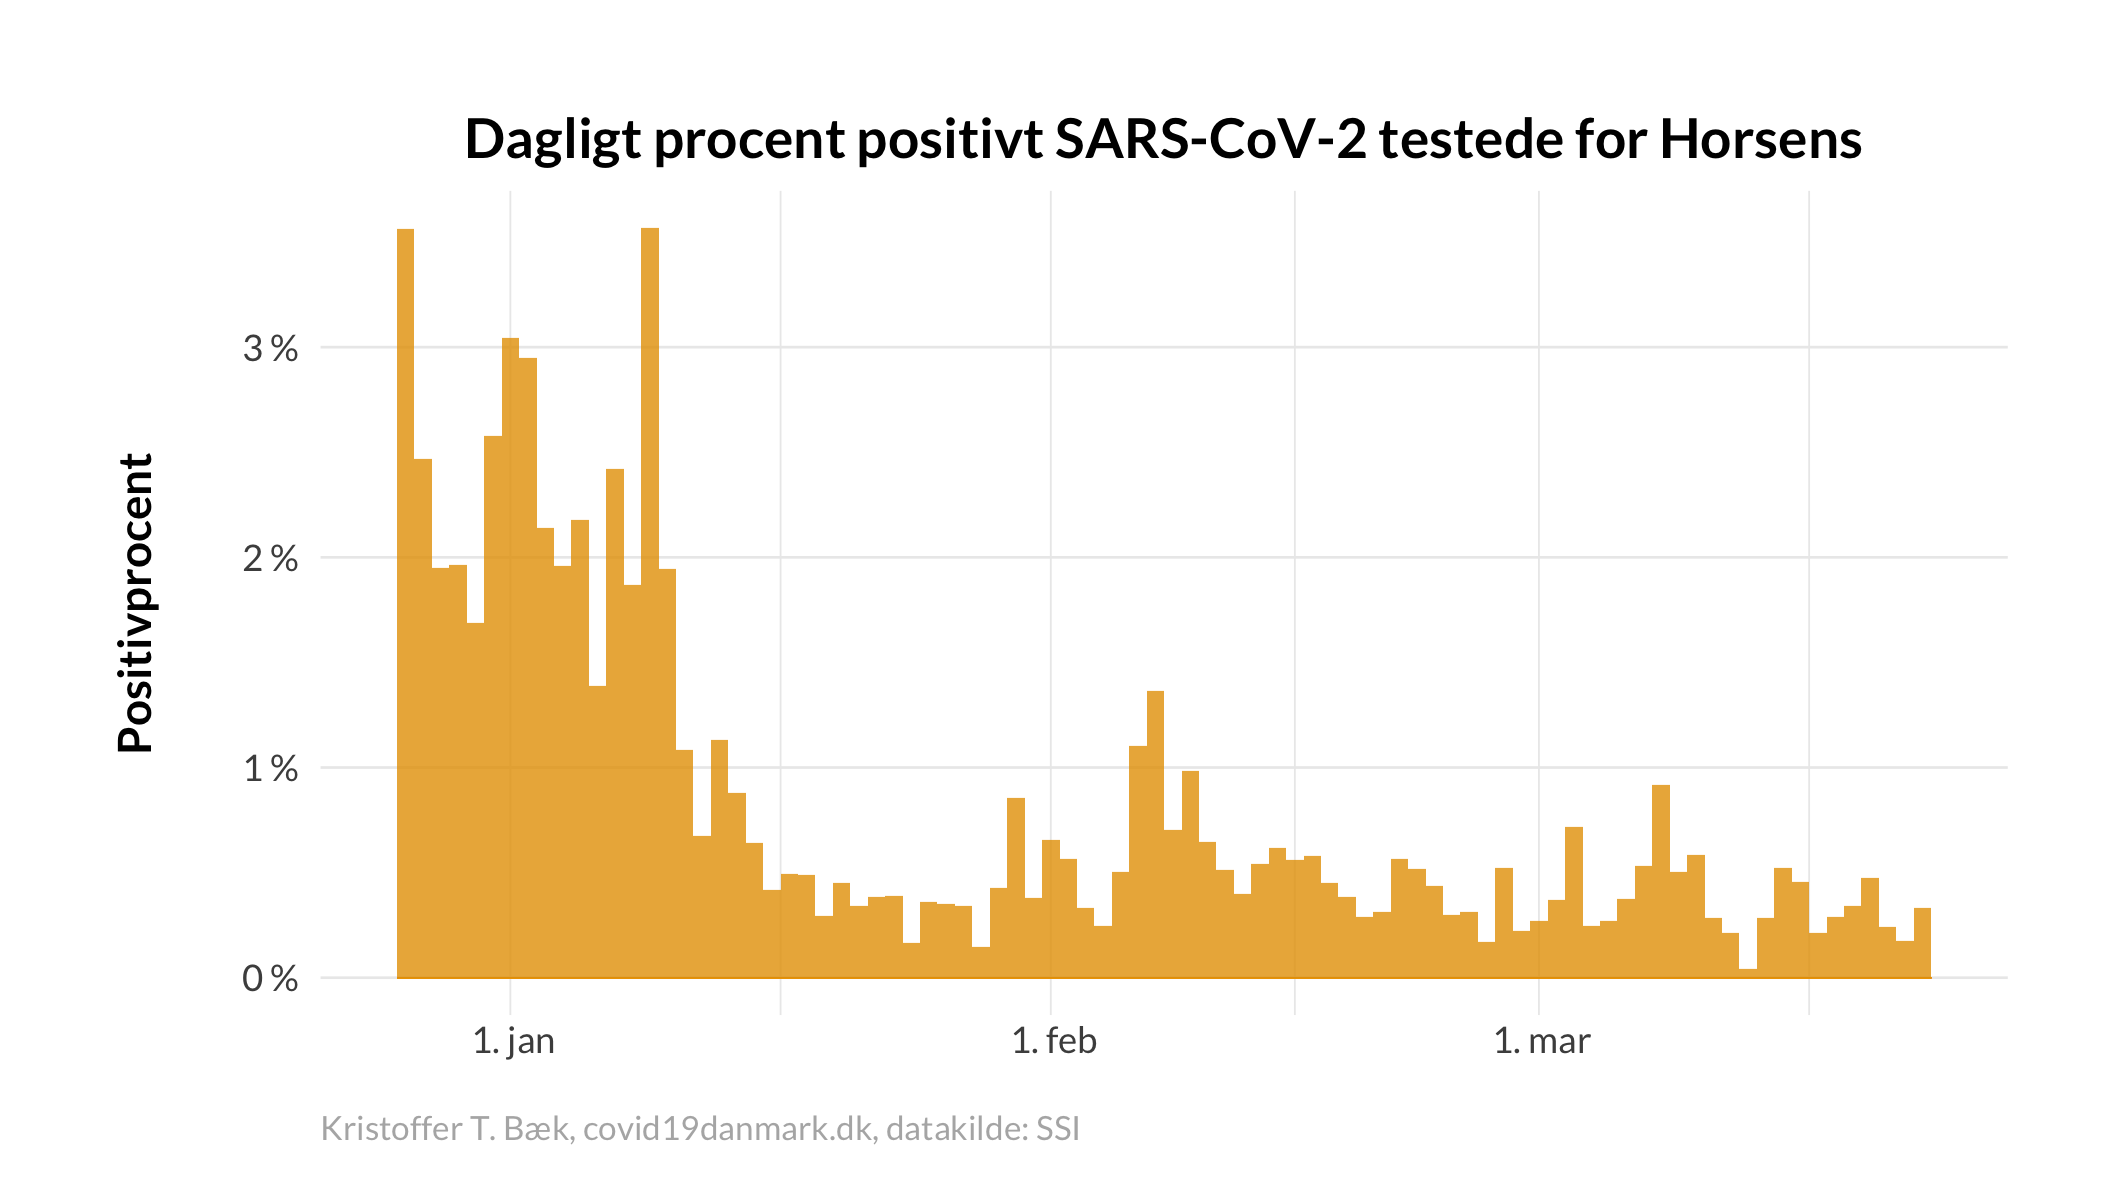 Dagligt procent positivt SARS-CoV-2 testede for Horsens
Positivprocent
3 %
2 %
1 %
0 %
1. jan
1. feb
1. mar
Kristoffer T. Bæk, covid19danmark.dk, datakilde: SSI